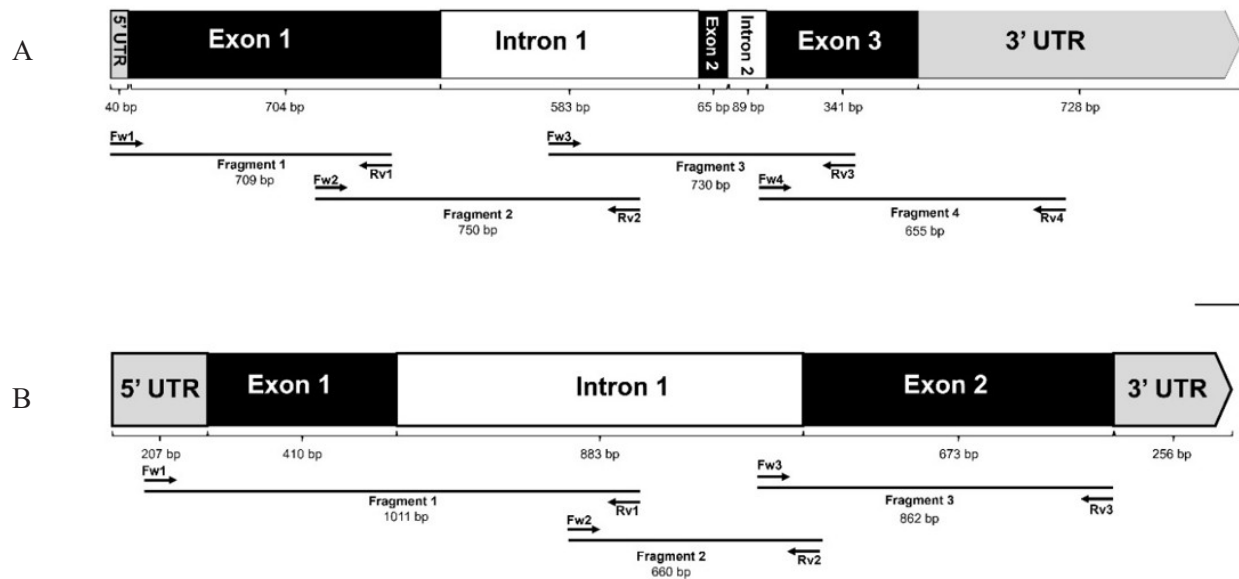 A
5' UTR Exon 1 Intron 1 Exon 2 Intron 2 Exon 3 3' UTR
40 bp 704 bp 583 bp 65 bp 89 bp 341 bp 728 bp
Fw1 Fw3
Fragment 1 Rv1 Fragment 3 Rv3
709 bp Fw2 730 bp Fw4
Fragment 2 Rv2 Fragment 4 Rv4
750 bp 655 bp
B
5' UTR Exon 1 Intron 1 Exon 2 3' UTR
207 bp 410 bp 883 bp 673 bp 256 bp
Fw1 Fw3
Fragment 1 Rv1 Fragment 3 Rv3
1011 bp Fw2 862 bp
Fragment 2 Rv2
660 bp